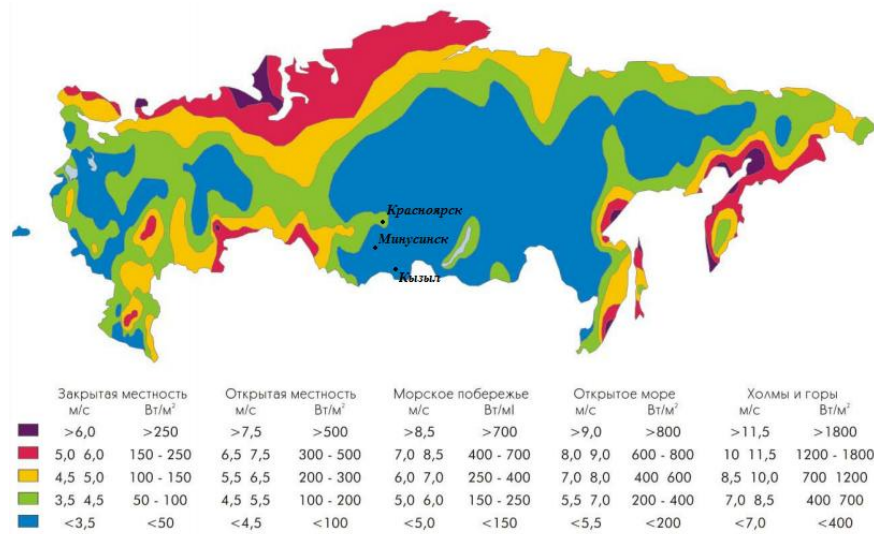 Красноярск
Минусинск
Кызыл
Закрытая местность Открытая местность Морское побережье Открытое море Холмы и горы
м/с Вт/м² м/с Вт/м² м/с Вт/мl м/с Вт/м² м/с Вт/м²
>6,0 >250 >7,5 >500 >8,5 >700 >9,0 >800 >11,5 >1800
5,0 6,0 150 - 250 6,5 7,5 300 - 500 7,0 8,5 400 - 700 8,0 9,0 600 - 800 10 11,5 1200 - 1800
4,5 5,0 100 - 150 5,5 6,5 200 - 300 6,0 7,0 250 - 400 7,0 8,0 400 600 8,5 10,0 700 1200
3,5 4,5 50 - 100 4,5 5,5 100 - 200 5,0 6,0 150 - 250 5,5 7,0 200 - 400 7,0 8,5 400 700
<3,5 <50 <4,5 <100 <5,0 <150 <5,5 <200 <7,0 <400